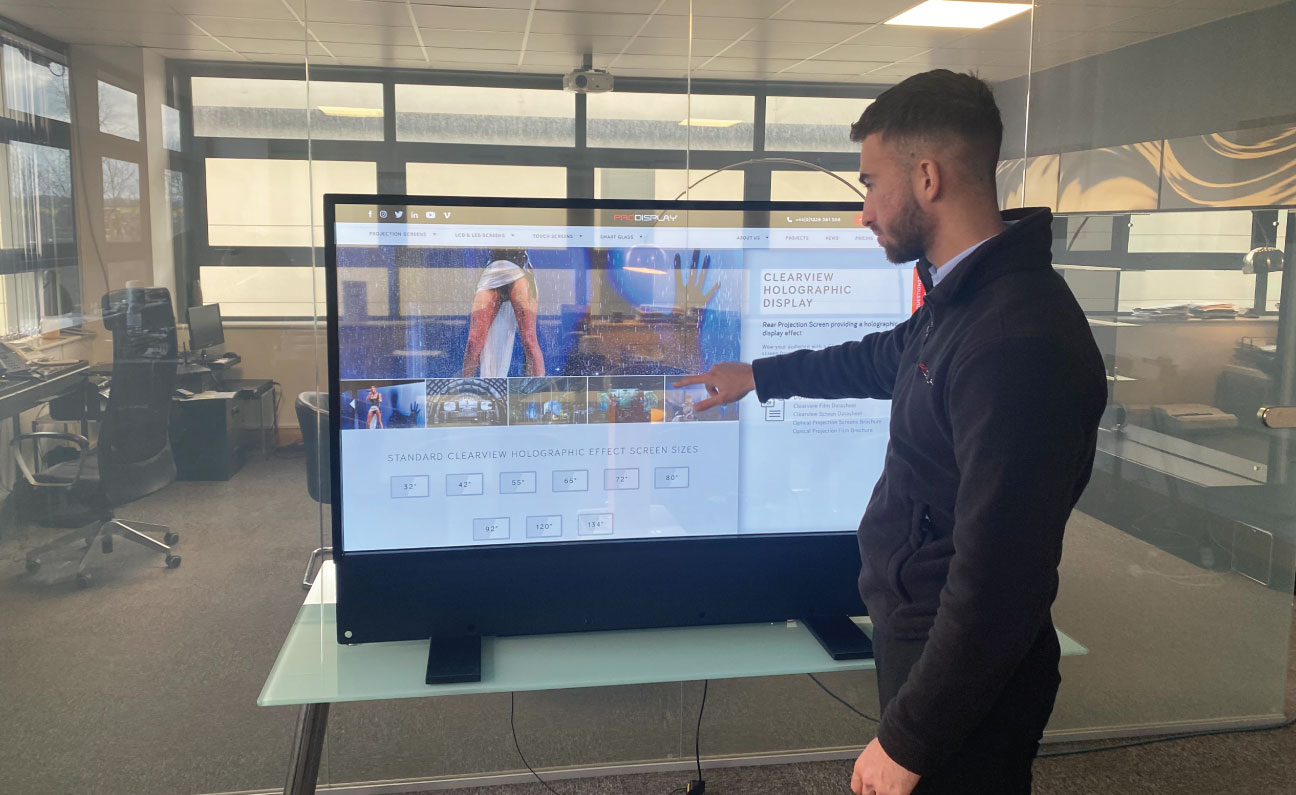 PRODISPLAY
PROJECTION SCREENS
LCD & LED SCREENS
TOUCH SCREENS
SMART GLASS
ABOUT US
PROJECTS
NEWS
PRICING
CLEARVIEW
HOLOGRAPHIC
DISPLAY
Rear Projection Screen providing a holographic
display effect
Clearview Film Datasheet
Clearview Screen Datasheet
Optical Projection Screens Brochure
Optical Projection Film Brochure
STANDARD CLEARVIEW HOLOGRAPHIC EFFECT SCREEN SIZES
32" 42" 55" 65" 72" 80"
92" 120" 134"